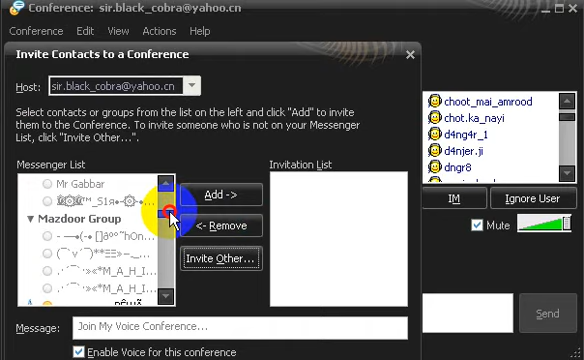 Conference: sir.black_cobra@yahoo.cn
Conference Edit View Actions Help
Invite Contacts to a Conference
Host: sir.black_cobra@yahoo.cn
Select contacts or groups from the list on the left and click "Add" to invite
them to the Conference. To invite someone who is not on your Messenger
List, click "Invite Other...".
Messenger List
Invitation List
Mr Gabbar
Mazdoor Group
Add ->
<- Remove
Invite Other...
Message: Join My Voice Conference...
Enable Voice for this conference
choot_mai_amrood
chot.ka_nayi
d4ng4r_1
d4njer.ji
dngr8
IM
Ignore User
Mute
Send